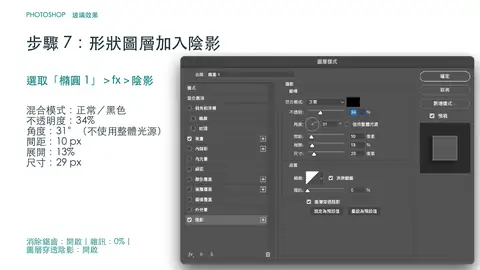 PHOTOSHOP 玻璃效果
步驟 7：形狀圖層加入陰影
選取「橢圓 1」＞fx＞陰影
混合模式：正常／黑色
不透明度：34%
角度：31°（不使用整體光源）
間距：10 px
展開：13%
尺寸：29 px
消除鋸齒：開啟 | 雜訊：0% |
圖層穿透陰影：開啟
圖層樣式
名稱：橢圓 1
樣式
混合選項
斜角和浮雕
輪廓
紋理
筆畫
內陰影
內光暈
緞面
顏色覆蓋
漸層覆蓋
圖樣覆蓋
外光暈
陰影
fx
陰影
結構
混合模式：正常
不透明：34 %
角度：31 ° 使用整體光源
間距：10 像素
展開：13 %
尺寸：像素
品質
輪廓：消除鋸齒
雜訊：0 %
圖層穿透陰影
設定為預設值 重設為預設值
確定
取消
新增樣式...
預視